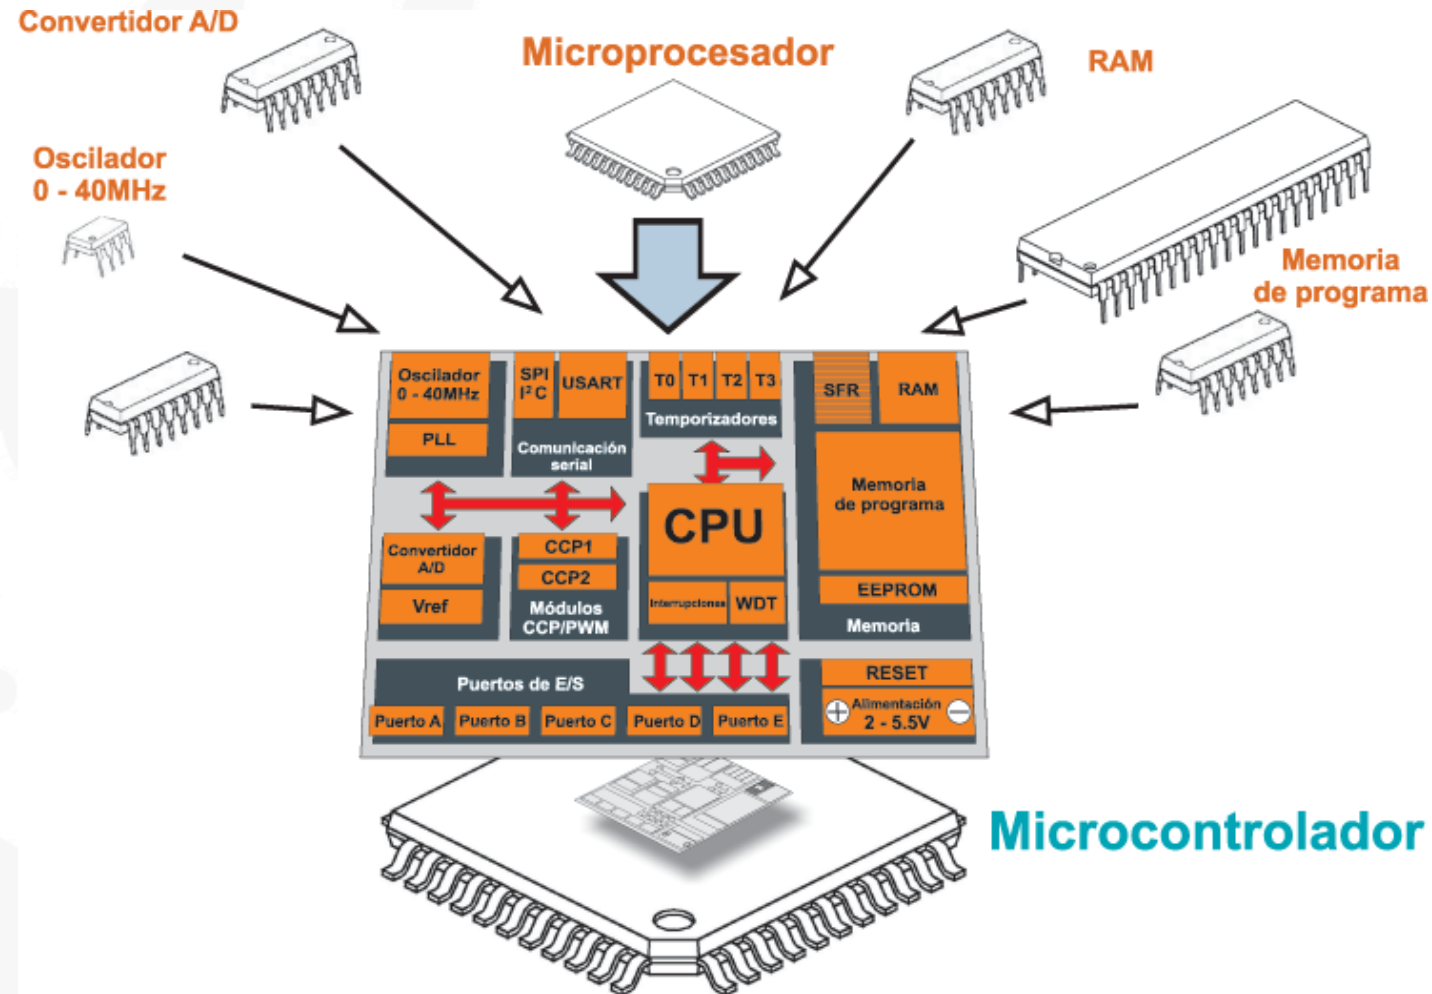 Convertidor A/D
Microprocesador
RAM
Oscilador
0 - 40MHz
Memoria
de programa
Oscilador
0 - 40MHz
PLL
SPI
I²C
USART
Comunicación
serial
T0
T1
T2
T3
Temporizadores
SFR
RAM
Memoria
de programa
EEPROM
Memoria
CPU
Interrupciones
WDT
Convertidor
A/D
Vref
CCP1
CCP2
Módulos
CCP/PWM
Puertos de E/S
Puerto A
Puerto B
Puerto C
Puerto D
Puerto E
RESET
Alimentación
2 - 5.5V
Microcontrolador